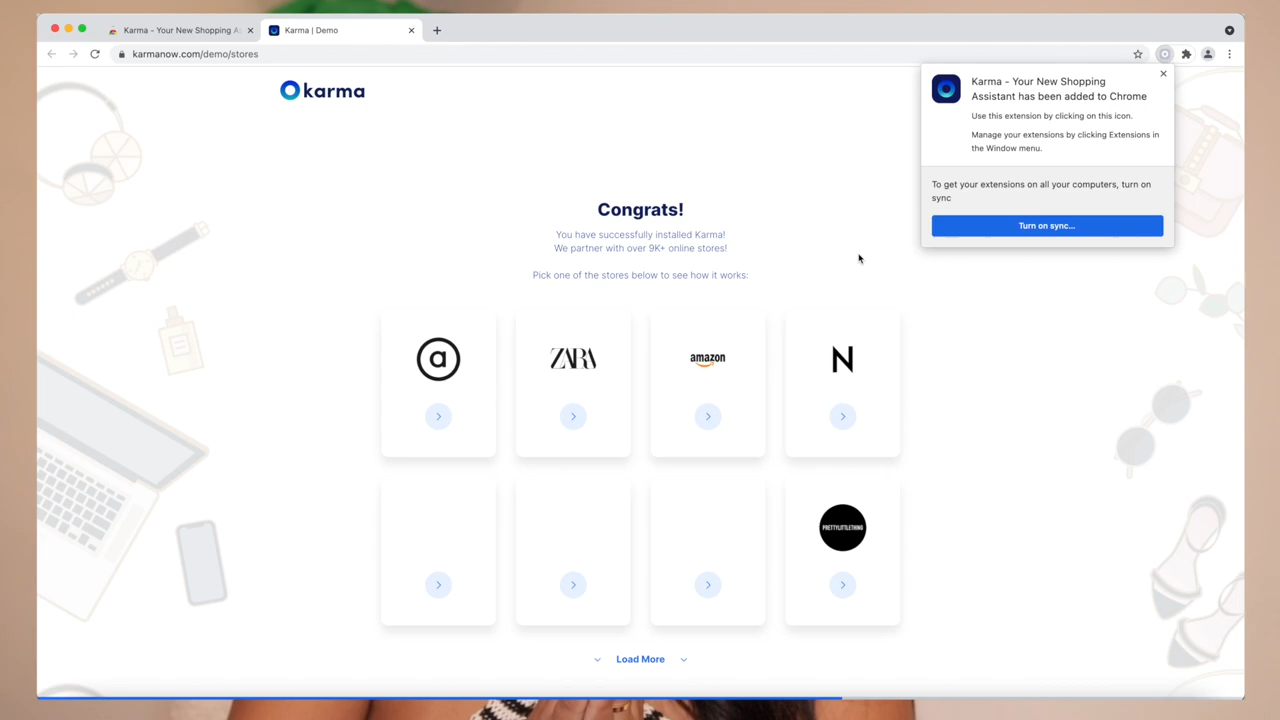 Karma - Your New Shopping As
Karma | Demo
karmanow.com/demo/stores
karma
Karma - Your New Shopping
Assistant has been added to Chrome
Use this extension by clicking on this icon.
Manage your extensions by clicking Extensions in
the Window menu.
To get your extensions on all your computers, turn on
sync
Turn on sync...
Congrats!
You have successfully installed Karma!
We partner with over 9K+ online stores!
Pick one of the stores below to see how it works:
a
ZARA
amazon
N
PRETTYLITTLETHING
Load More